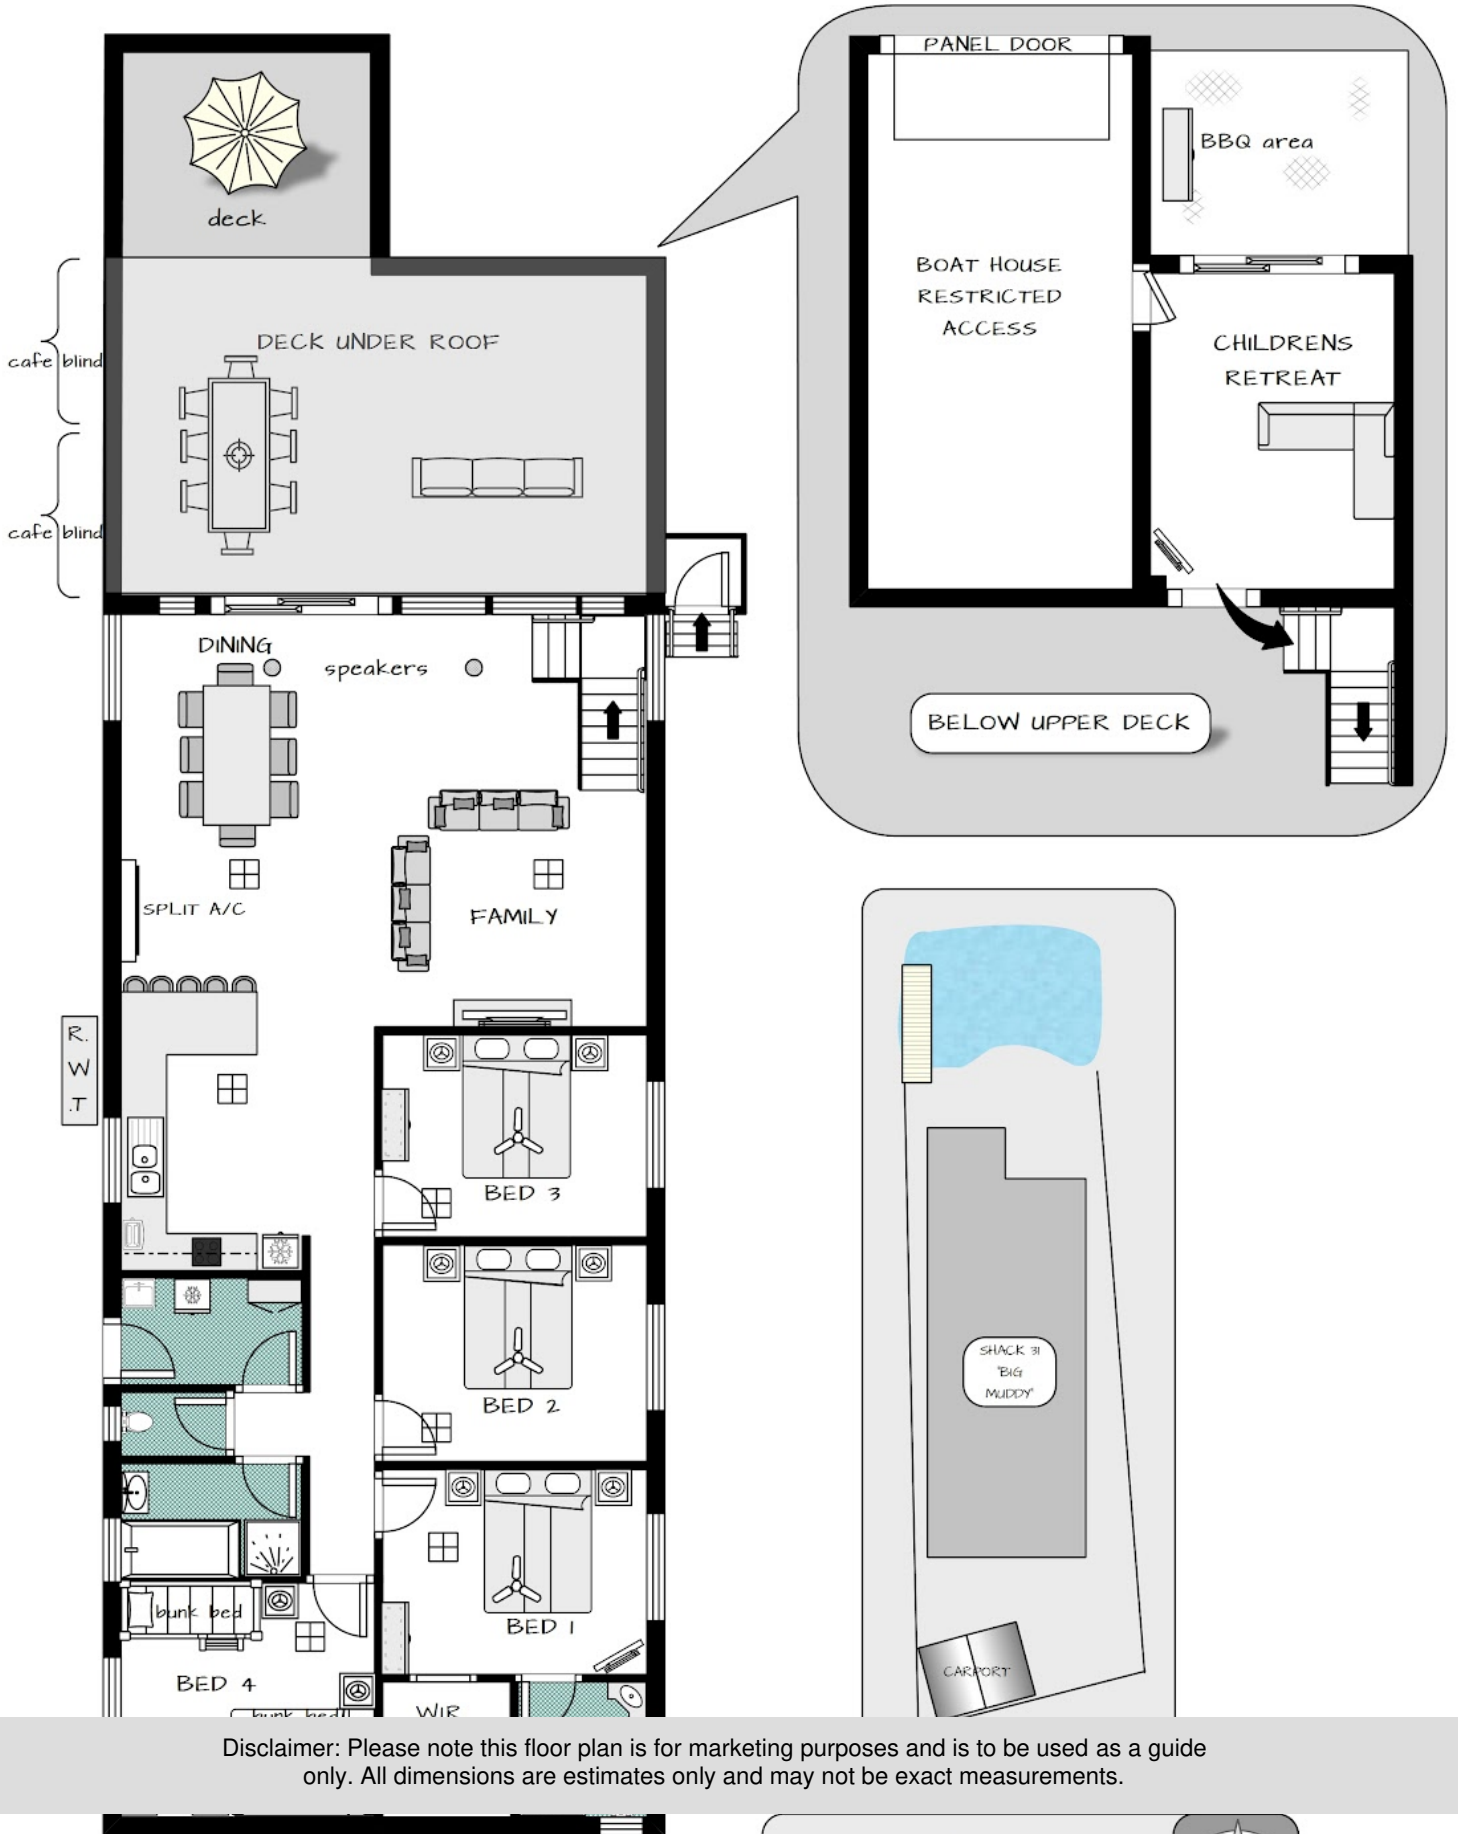 PANEL DOOR
BBQ area
deck
BOAT HOUSE
RESTRICTED
ACCESS
DECK UNDER ROOF
CHILDRENS
RETREAT
cafe blind
cafe blind
DINING
speakers
BELOW UPPER DECK
SPLIT A/C
FAMILY
R.
W
.T
BED 3
BED 2
SHACK 31
"BIG
MUDDY"
bunk bed
BED 1
BED 4
CARPORT
WIR
bunk bed
Disclaimer: Please note this floor plan is for marketing purposes and is to be used as a guide
only. All dimensions are estimates only and may not be exact measurements.